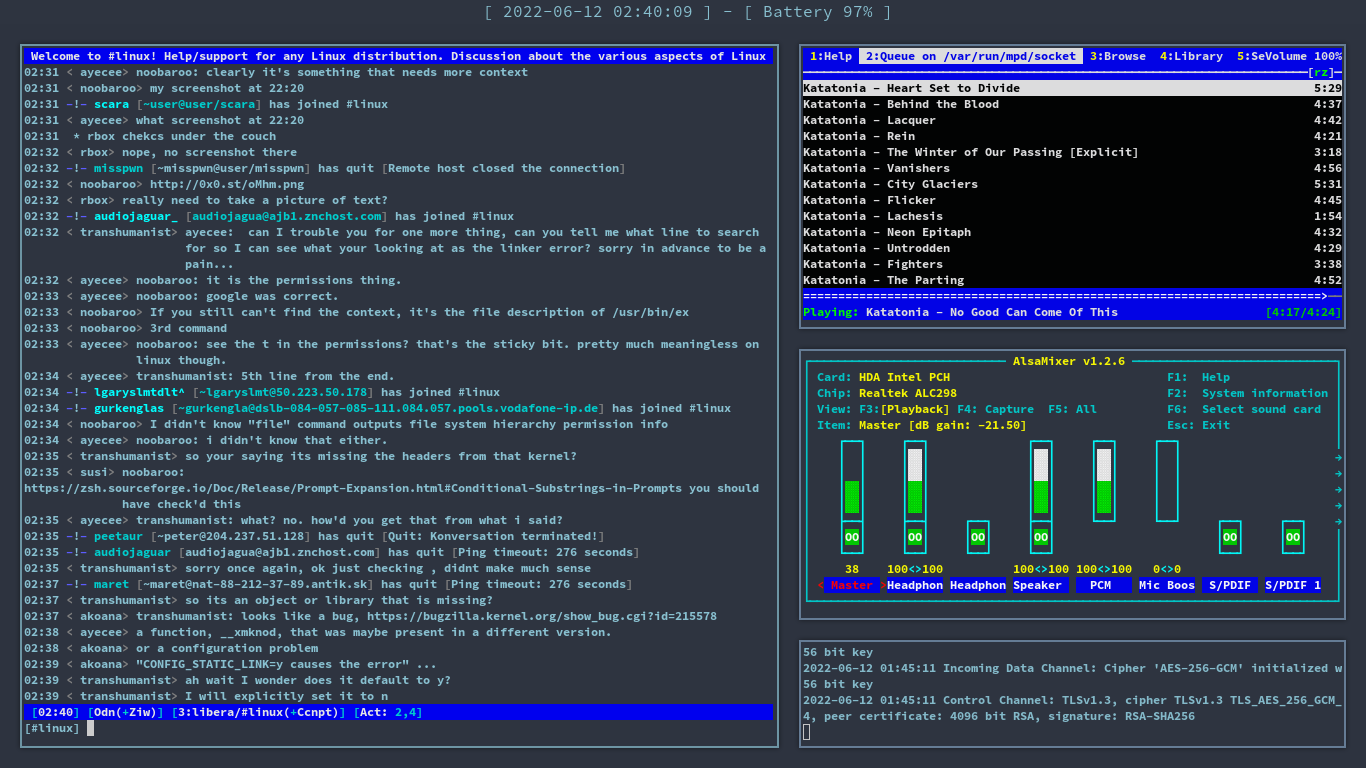 [ 2022-06-12 02:40:09 ] - [ Battery 97% ]
Welcome to #linux! Help/support for any Linux distribution. Discussion about the various aspects of Linux
02:31 < ayecee> noobaroo: clearly it's something that needs more context
02:31 < noobaroo> my screenshot at 22:20
02:31 -!- scara [~user@user/scara] has joined #linux
02:31 < ayecee> what screenshot at 22:20
02:31  * rbox chekcs under the couch
02:32 < rbox> nope, no screenshot there
02:32 -!- misspwn [~misspwn@user/misspwn] has quit [Remote host closed the connection]
02:32 < noobaroo> http://0x0.st/oMhm.png
02:32 < rbox> really need to take a picture of text?
02:32 -!- audiojaguar_ [audiojagua@ajb1.znchost.com] has joined #linux
02:32 < transhumanist> ayecee:  can I trouble you for one more thing, can you tell me what line to search
for so I can see what your looking at as the linker error? sorry in advance to be a
pain...
02:32 < ayecee> noobaroo: it is the permissions thing.
02:33 < ayecee> noobaroo: google was correct.
02:33 < noobaroo> If you still can't find the context, it's the file description of /usr/bin/ex
02:33 < noobaroo> 3rd command
02:33 < ayecee> noobaroo: see the t in the permissions? that's the sticky bit. pretty much meaningless on
linux though.
02:34 < ayecee> transhumanist: 5th line from the end.
02:34 -!- lgaryslmtdlt^ [~lgaryslmt@50.223.50.178] has joined #linux
02:34 -!- gurkenglas [~gurkengla@dslb-084-057-085-111.084.057.pools.vodafone-ip.de] has joined #linux
02:34 < noobaroo> I didn't know "file" command outputs file system hierarchy permission info
02:34 < ayecee> noobaroo: i didn't know that either.
02:35 < transhumanist> so your saying its missing the headers from that kernel?
02:35 < susi> noobaroo:
https://zsh.sourceforge.io/Doc/Release/Prompt-Expansion.html#Conditional-Substrings-in-Prompts you should
have check'd this
02:35 < ayecee> transhumanist: what? no. how'd you get that from what i said?
02:35 -!- peetaur [~peter@204.237.51.128] has quit [Quit: Konversation terminated!]
02:35 -!- audiojaguar [audiojagua@ajb1.znchost.com] has quit [Ping timeout: 276 seconds]
02:35 < transhumanist> sorry once again, ok just checking , didnt make much sense
02:37 -!- maret [~maret@nat-88-212-37-89.antik.sk] has quit [Ping timeout: 276 seconds]
02:37 < transhumanist> so its an object or library that is missing?
02:37 < akoana> transhumanist: looks like a bug, https://bugzilla.kernel.org/show_bug.cgi?id=215578
02:38 < ayecee> a function, __xmknod, that was maybe present in a different version.
02:38 < akoana> or a configuration problem
02:39 < akoana> "CONFIG_STATIC_LINK=y causes the error" ...
02:39 < transhumanist> ah wait I wonder does it default to y?
02:39 < transhumanist> I will explicitly set it to n
[02:40] [Odn(+Ziw)] [3:libera/#linux(+Ccnpt)] [Act: 2,4]
[#linux]
1:Help 2:Queue on /var/run/mpd/socket 3:Browse 4:Library 5:SeVolume 100%
[rz]
Katatonia - Heart Set to Divide 5:29
Katatonia - Behind the Blood 4:37
Katatonia - Lacquer 4:42
Katatonia - Rein 4:21
Katatonia - The Winter of Our Passing [Explicit] 3:18
Katatonia - Vanishers 4:56
Katatonia - City Glaciers 5:31
Katatonia - Flicker 4:45
Katatonia - Lachesis 1:54
Katatonia - Neon Epitaph 4:32
Katatonia - Untrodden 4:29
Katatonia - Fighters 3:38
Katatonia - The Parting 4:52
Playing: Katatonia - No Good Can Come Of This [4:17/4:24]
AlsaMixer v1.2.6
Card: HDA Intel PCH F1:  Help
Chip: Realtek ALC298 F2:  System information
View: F3:[Playback] F4: Capture  F5: All F6:  Select sound card
Item: Master [dB gain: -21.50] Esc: Exit
OO OO OO OO OO OO
38 100<>100 100<>100 100<>100 0<>0
< Master > Headphon Headphon Speaker PCM Mic Boos S/PDIF S/PDIF 1
56 bit key
2022-06-12 01:45:11 Incoming Data Channel: Cipher 'AES-256-GCM' initialized w
56 bit key
2022-06-12 01:45:11 Control Channel: TLSv1.3, cipher TLSv1.3 TLS_AES_256_GCM_
4, peer certificate: 4096 bit RSA, signature: RSA-SHA256